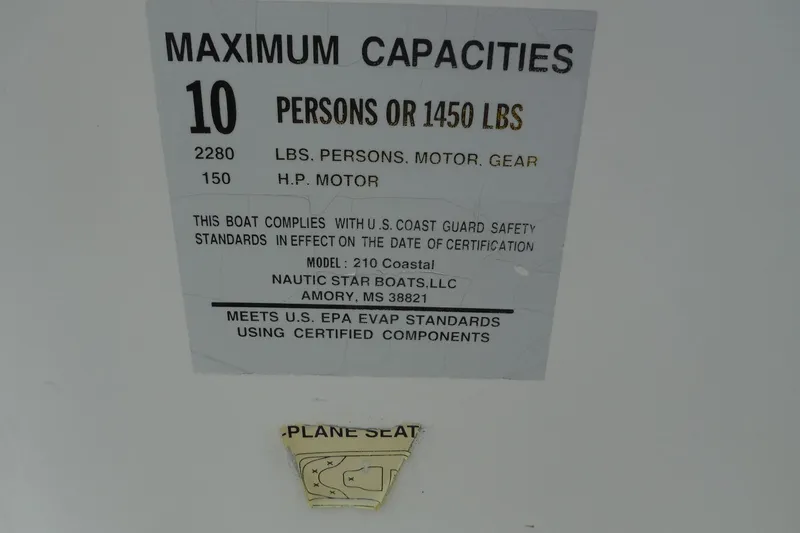 MAXIMUM CAPACITIES
10 PERSONS OR 1450 LBS
2280 LBS. PERSONS. MOTOR. GEAR
150 H.P. MOTOR
THIS BOAT COMPLIES WITH U.S. COAST GUARD SAFETY
STANDARDS IN EFFECT ON THE DATE OF CERTIFICATION
MODEL: 210 Coastal
NAUTIC STAR BOATS,LLC
AMORY, MS 38821
MEETS U.S. EPA EVAP STANDARDS
USING CERTIFIED COMPONENTS
-PLANE SEAT
x x
x x
x